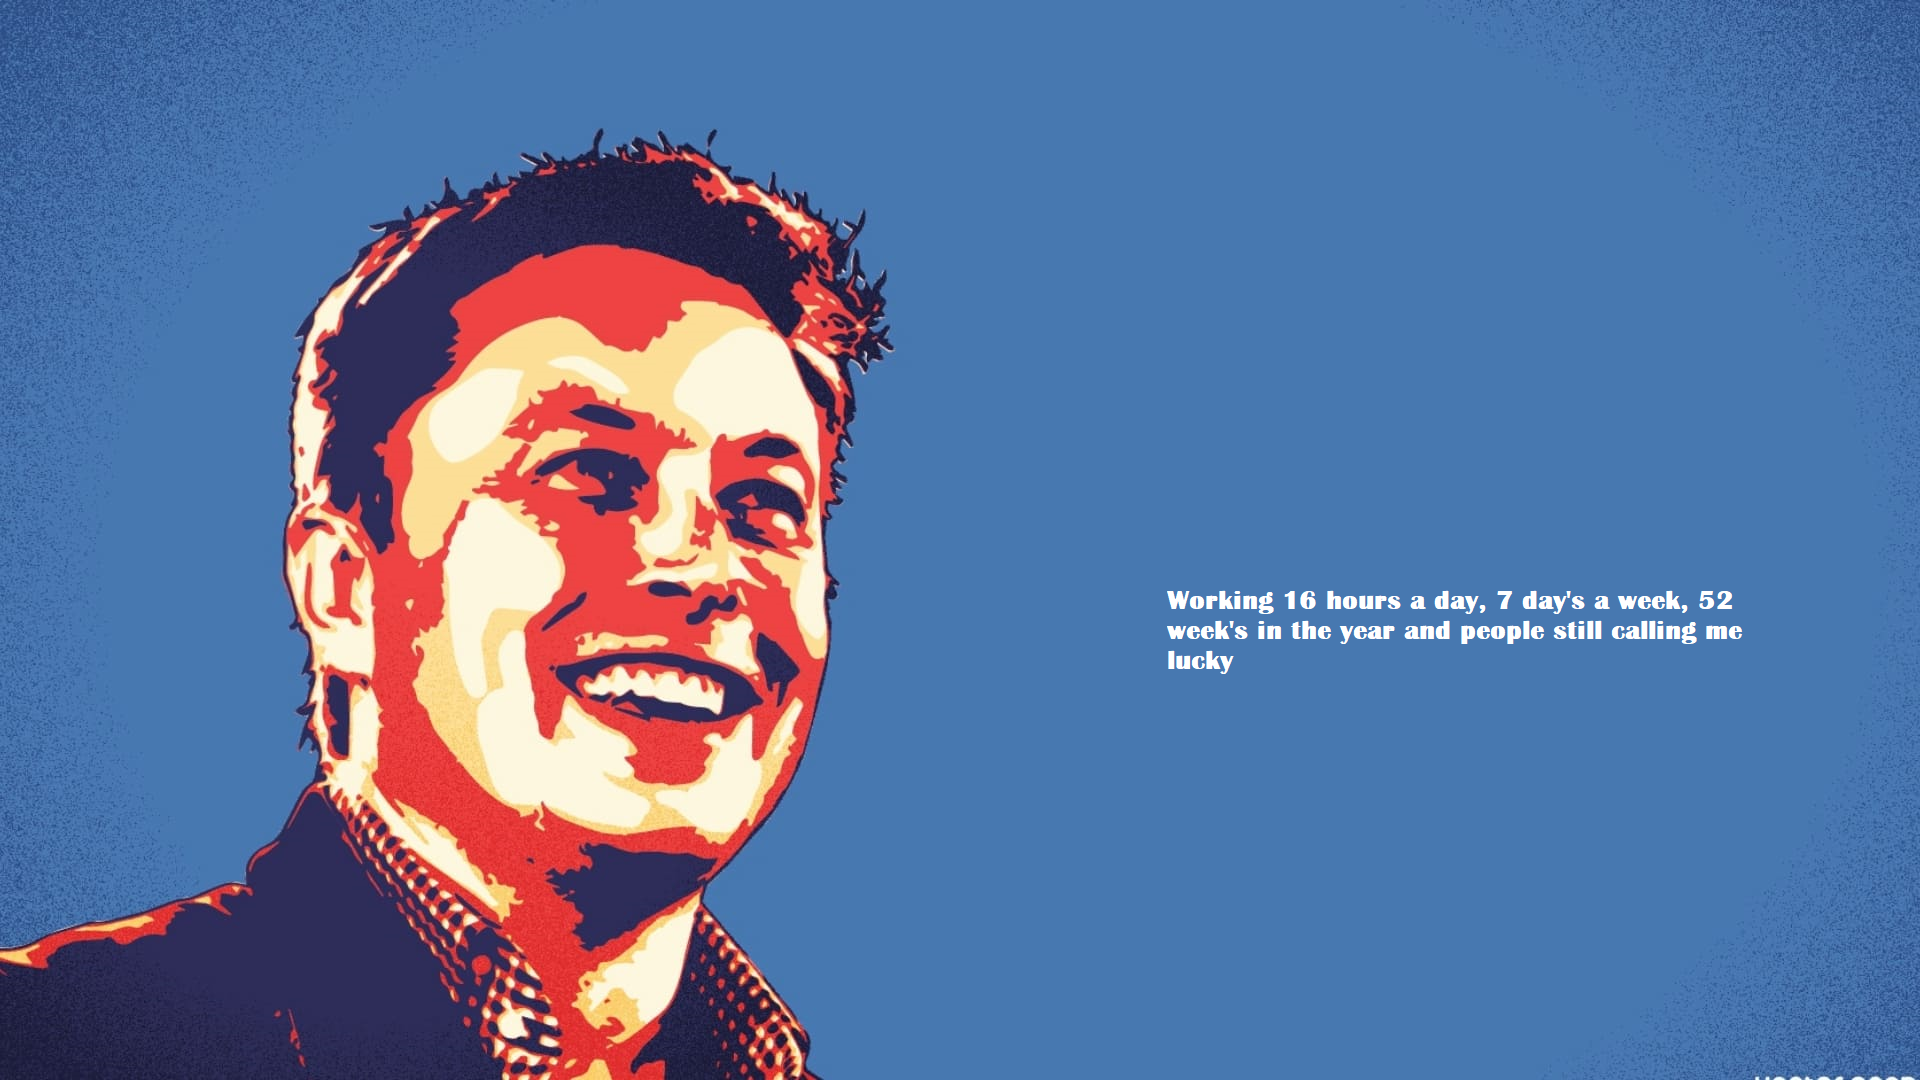 Working 16 hours a day, 7 day's a week, 52
week's in the year and people still calling me
lucky